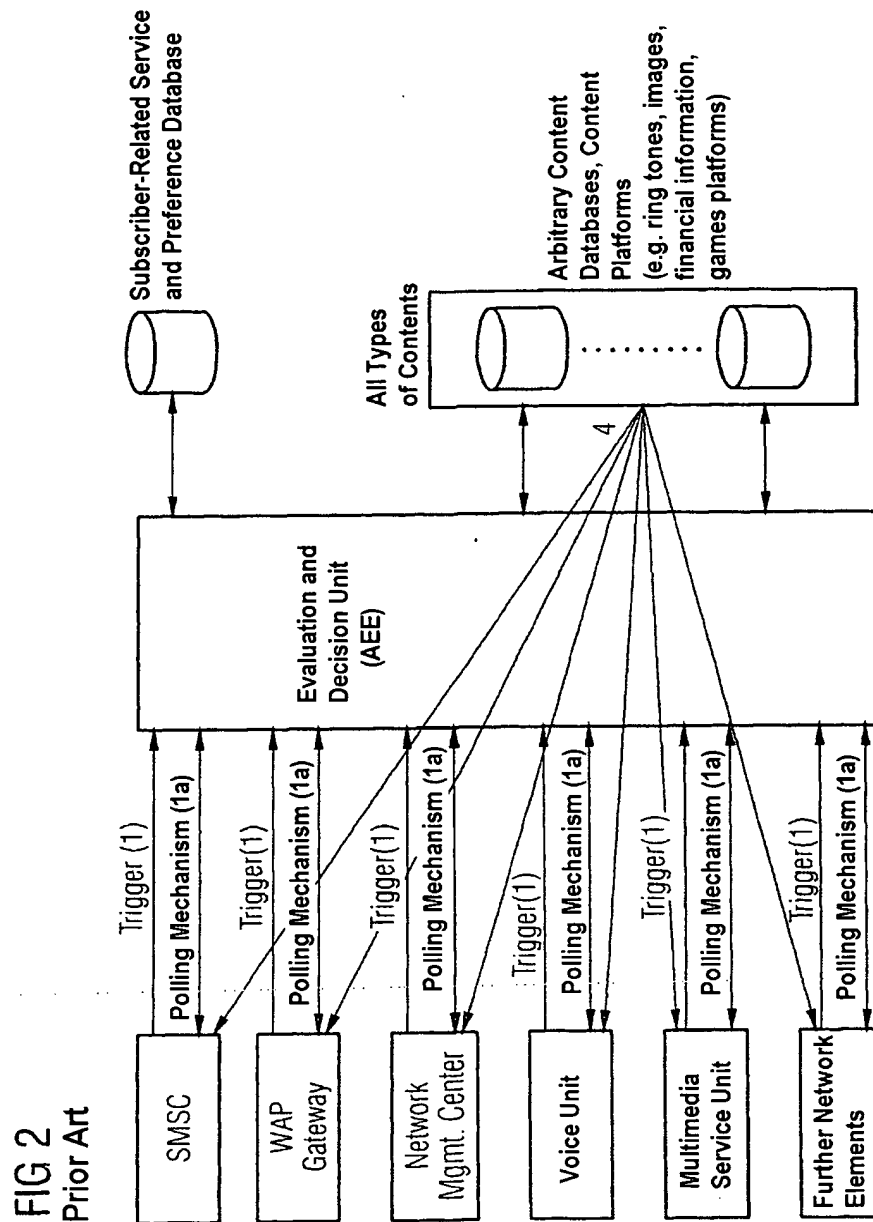 FIG 2
Prior Art
SMSC
WAP
Gateway
Network
Mgmt. Center
Voice Unit
Multimedia
Service Unit
Further Network
Elements
Trigger (1)
Polling Mechanism (1a)
Trigger(1)
Polling Mechanism (1a)
Trigger(1)
Polling Mechanism (1a)
Trigger(1)
Polling Mechanism (1a)
Trigger(1)
Polling Mechanism (1a)
Trigger(1)
Polling Mechanism (1a)
Evaluation and
Decision Unit
(AEE)
4
Subscriber-Related Service
and Preference Database
All Types
of Contents
Arbitrary Content
Databases, Content
Platforms
(e.g. ring tones, images,
financial information,
games platforms)